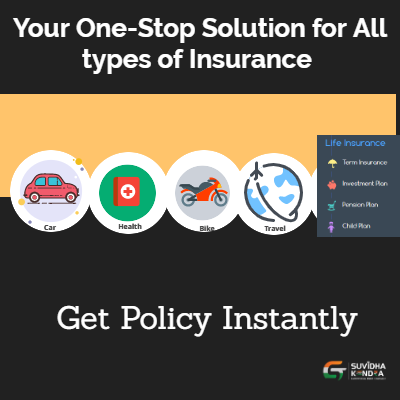 Your One-Stop Solution for All
types of Insurance
Life Insurance
Term Insurance
Investment Plan
Pension Plan
Child Plan
Car
Health
Bike
Travel
Get Policy Instantly
SUVIDHA